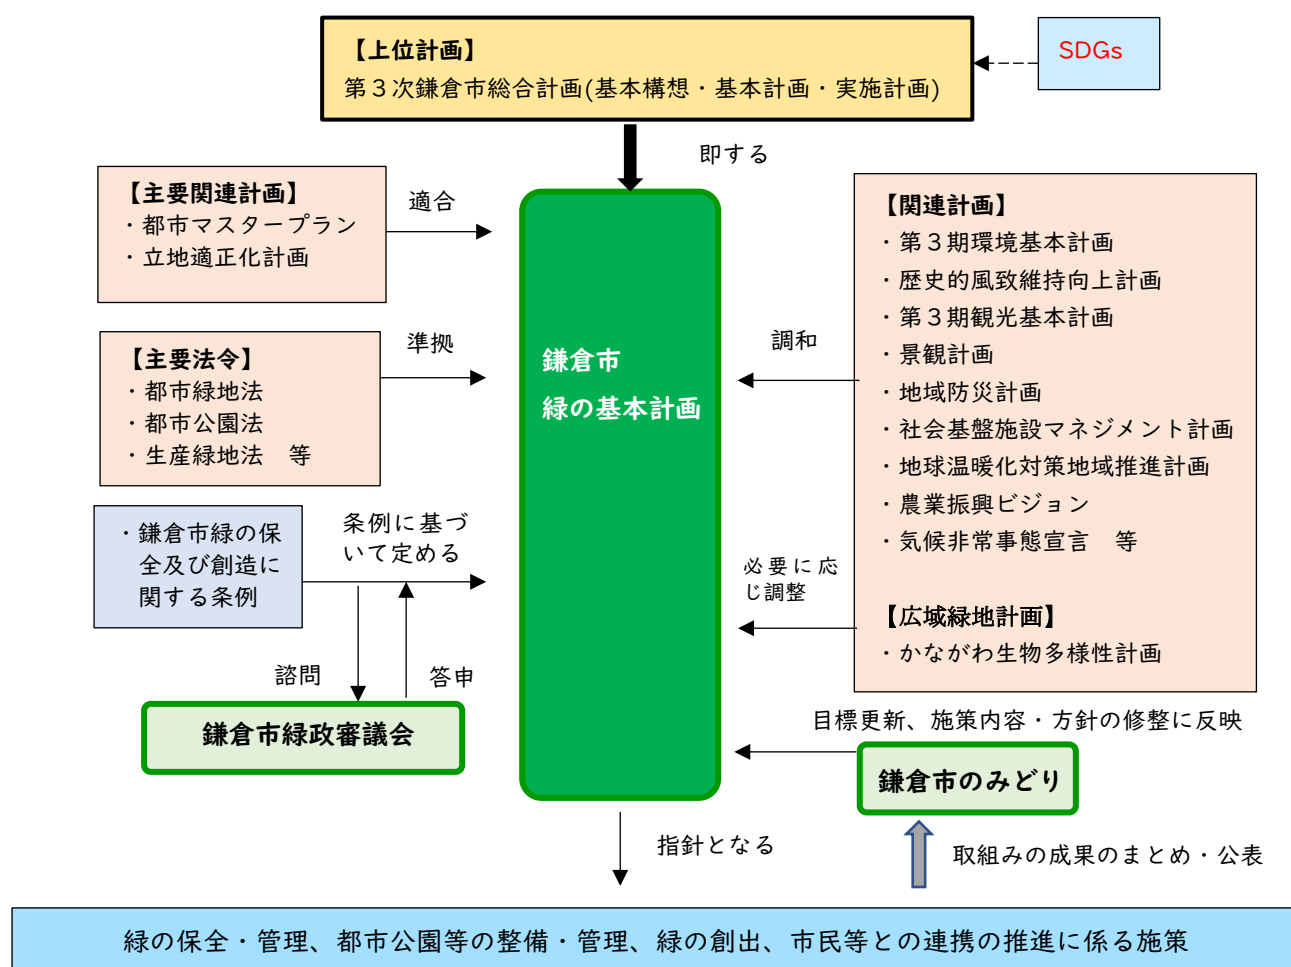 【上位計画】
第３次鎌倉市総合計画(基本構想・基本計画・実施計画)
SDGs
即する
【主要関連計画】
・都市マスタープラン
・立地適正化計画
適合
【主要法令】
・都市緑地法
・都市公園法
・生産緑地法　等
準拠
・鎌倉市緑の保
全及び創造に
関する条例
条例に基づ
いて定める
諮問
答申
鎌倉市緑政審議会
鎌倉市
緑の基本計画
【関連計画】
・第３期環境基本計画
・歴史的風致維持向上計画
・第３期観光基本計画
・景観計画
・地域防災計画
・社会基盤施設マネジメント計画
・地球温暖化対策地域推進計画
・農業振興ビジョン
・気候非常事態宣言　等
調和
【広域緑地計画】
・かながわ生物多様性計画
必要に応
じ調整
目標更新、施策内容・方針の修整に反映
鎌倉市のみどり
取組みの成果のまとめ・公表
指針となる
緑の保全・管理、都市公園等の整備・管理、緑の創出、市民等との連携の推進に係る施策